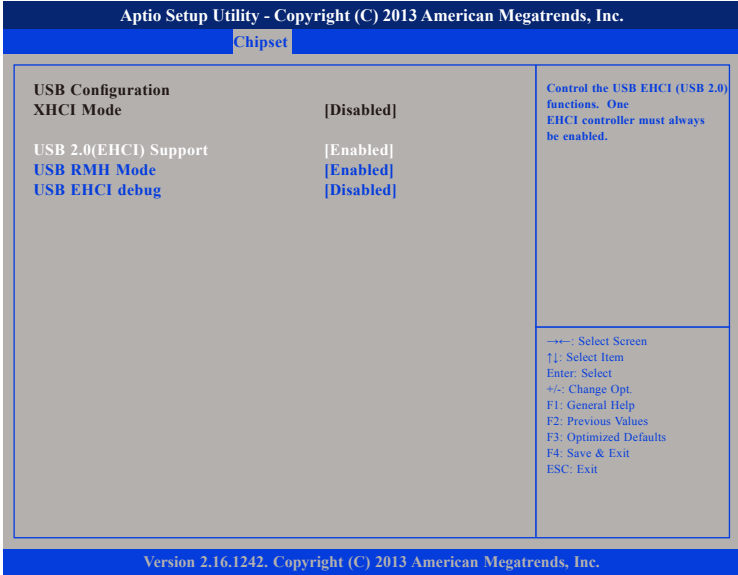 Aptio Setup Utility - Copyright (C) 2013 American Megatrends, Inc.
Chipset
USB Configuration
XHCI Mode [Disabled]
USB 2.0(EHCI) Support [Enabled]
USB RMH Mode [Enabled]
USB EHCI debug [Disabled]
Control the USB EHCI (USB 2.0)
functions. One
EHCI controller must always
be enabled.
→←: Select Screen
↑↓: Select Item
Enter: Select
+/-: Change Opt.
F1: General Help
F2: Previous Values
F3: Optimized Defaults
F4: Save & Exit
ESC: Exit
Version 2.16.1242. Copyright (C) 2013 American Megatrends, Inc.